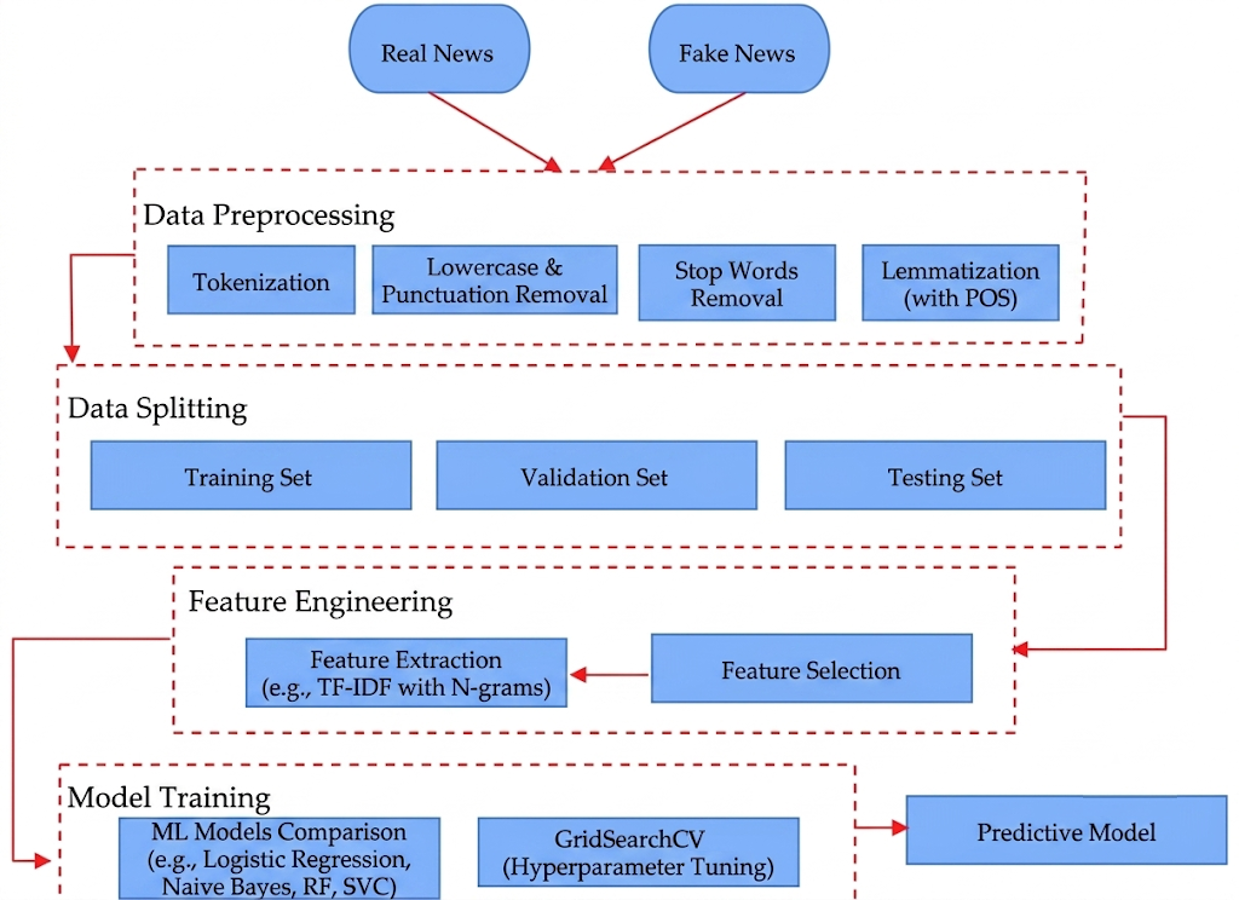 Real News
Fake News
Data Preprocessing
Tokenization
Lowercase &
Punctuation Removal
Stop Words
Removal
Lemmatization
(with POS)
Data Splitting
Training Set
Validation Set
Testing Set
Feature Engineering
Feature Extraction
(e.g., TF-IDF with N-grams)
Feature Selection
Model Training
ML Models Comparison
(e.g., Logistic Regression,
Naive Bayes, RF, SVC)
GridSearchCV
(Hyperparameter Tuning)
Predictive Model